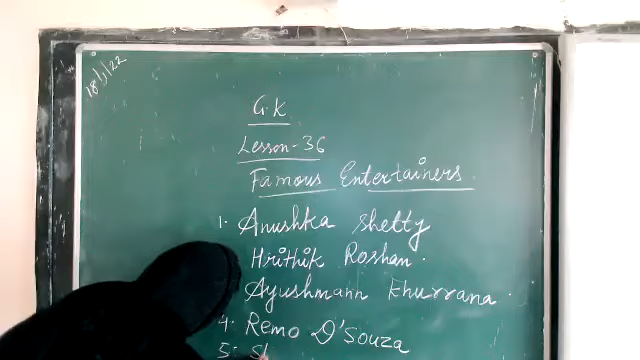 18/1/22
G.K
Lesson-36
Famous Entertainers.
1. Anushka Shetty
Hrithik Roshan.
Ayushmann Khurrana.
4. Remo D'Souza
5. S